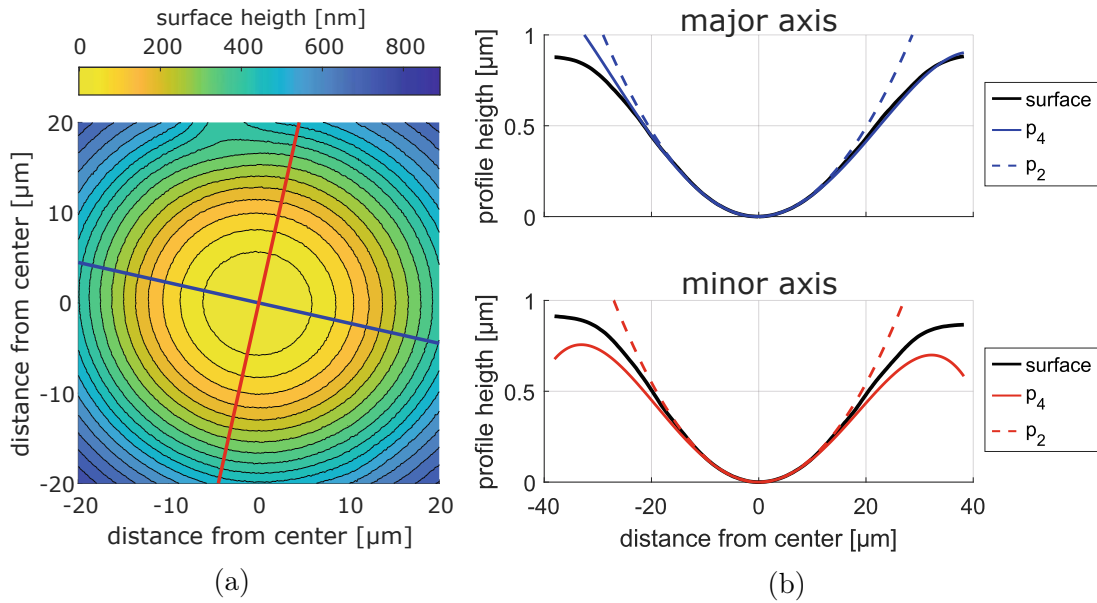 surface heigth [nm]
0 200 400 600 800
distance from center [µm]
20
10
0
-10
-20
-20 -10 0 10 20
distance from center [µm]
(a)
major axis
profile heigth [µm]
1
0.5
0
surface
p4
p2
minor axis
profile heigth [µm]
1
0.5
0
-40 -20 0 20 40
distance from center [µm]
surface
p4
p2
(b)